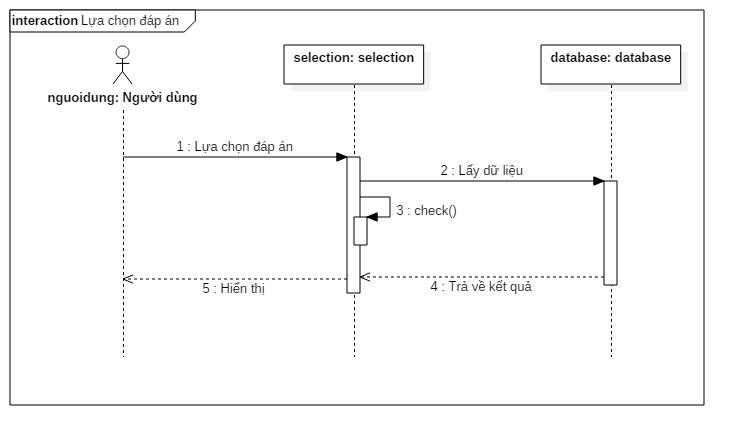 interaction Lựa chọn đáp án
nguoidung: Người dùng
selection: selection
database: database
1 : Lựa chọn đáp án
2 : Lấy dữ liệu
3 : check()
4 : Trả về kết quả
5 : Hiển thị